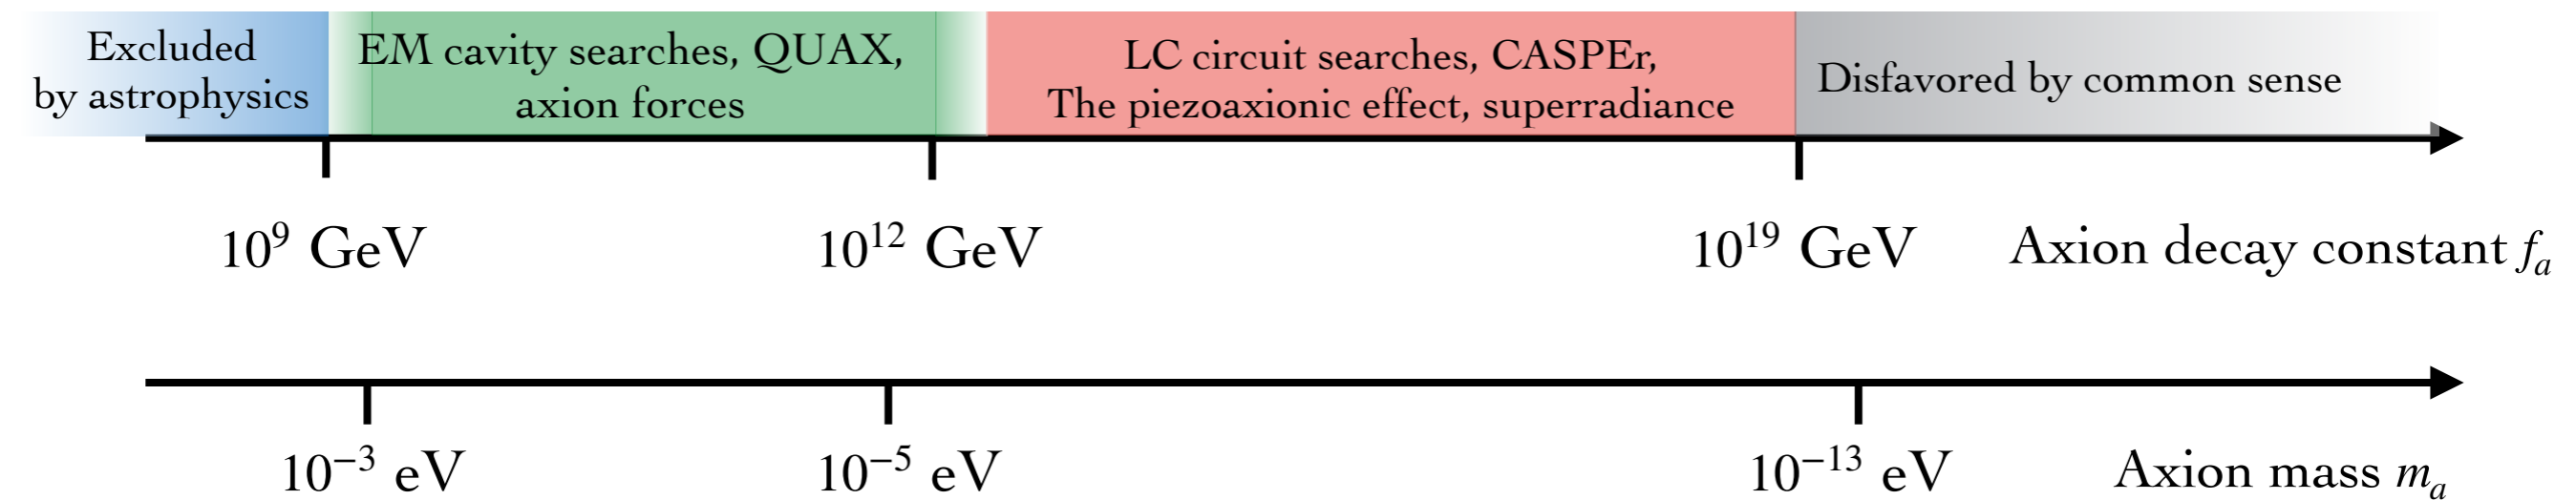 Excluded
by astrophysics
EM cavity searches, QUAX,
axion forces
LC circuit searches, CASPEr,
The piezoaxionic effect, superradiance
Disfavored by common sense
10⁹ GeV
10¹² GeV
10¹⁹ GeV
Axion decay constant fₐ
10⁻³ eV
10⁻⁵ eV
10⁻¹³ eV
Axion mass mₐ